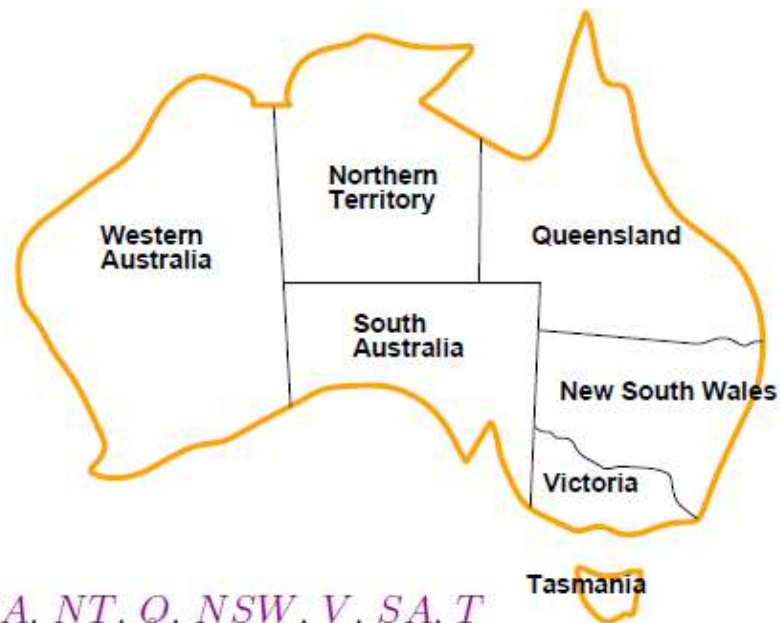 Northern
Territory
Western
Australia
Queensland
South
Australia
New South Wales
Victoria
Tasmania
A, NT, Q, NSW, V, SA, T